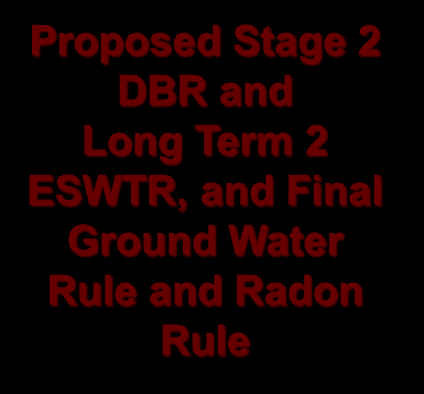 Proposed Stage 2
DBR and
Long Term 2
ESWTR, and Final
Ground Water
Rule and Radon
Rule